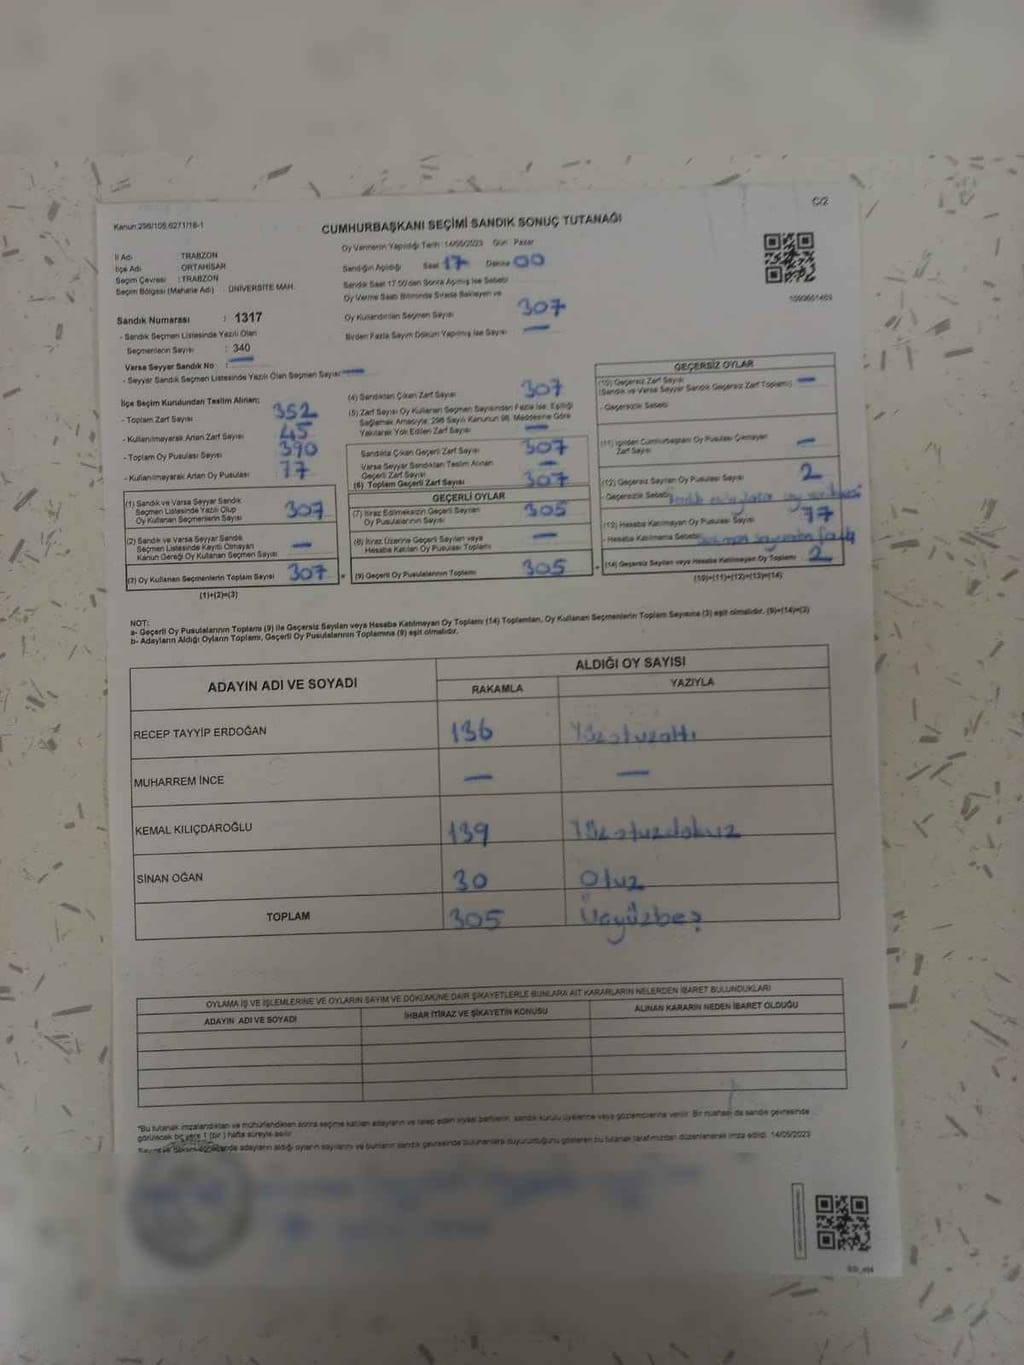 C/2
Kanun:298/105,6271/18-1
CUMHURBAŞKANI SEÇİMİ SANDIK SONUÇ TUTANAĞI
Oy Vermenin Yapıldığı Tarih :14/05/2023 Gün : Pazar
İl Adı : TRABZON
İlçe Adı : ORTAHİSAR
Seçim Çevresi : TRABZON
Seçim Bölgesi (Mahalle Adı) : ÜNİVERSİTE MAH.
Sandığın Açıldığı Saat 17 Dakika 00
Sandık Saat 17.00'den Sonra Açılmış İse Sebebi
Oy Verme Saati Bitiminde Sırada Bekleyen ve
Oy Kullandırılan Seçmen Sayısı 307
Birden Fazla Sayım Döküm Yapılmış İse Sayısı —
Sandık Numarası : 1317
- Sandık Seçmen Listesinde Yazılı Olan
Seçmenlerin Sayısı : 340
Varsa Seyyar Sandık No : —
- Seyyar Sandık Seçmen Listesinde Yazılı Olan Seçmen Sayısı —
İlçe Seçim Kurulundan Teslim Alınan;
- Toplam Zarf Sayısı 352
- Kullanılmayarak Artan Zarf Sayısı 45
- Toplam Oy Pusulası Sayısı 390
- Kullanılmayarak Artan Oy Pusulası 77
(1) Sandık ve Varsa Seyyar Sandık
Seçmen Listesinde Yazılı Olup
Oy Kullanan Seçmenlerin Sayısı 307
(2) Sandık ve Varsa Seyyar Sandık
Seçmen Listesinde Kayıtlı Olmayan
Kanun Gereği Oy Kullanan Seçmen Sayısı —
(3) Oy Kullanan Seçmenlerin Toplam Sayısı 307
(1)+(2)=(3)
(4) Sandıktan Çıkan Zarf Sayısı 307
(5) Zarf Sayısı Oy Kullanan Seçmen Sayısından Fazla İse, Eşitliği
Sağlamak Amacıyla, 298 Sayılı Kanunun 98. Maddesine Göre
Yakılarak Yok Edilen Zarf Sayısı —
Sandıkta Çıkan Geçerli Zarf Sayısı 307
Varsa Seyyar Sandıktan Teslim Alınan
Geçerli Zarf Sayısı —
(6) Toplam Geçerli Zarf Sayısı 307
GEÇERLİ OYLAR
(7) İtiraz Edilmeksizin Geçerli Sayılan
Oy Pusulalarının Sayısı 305
(8) İtiraz Üzerine Geçerli Sayılan veya
Hesaba Katılan Oy Pusulası Toplamı —
= (9) Geçerli Oy Pusulalarının Toplamı 305
GEÇERSİZ OYLAR
(10) Geçersiz Zarf Sayısı
(Sandık ve Varsa Seyyar Sandık Geçersiz Zarf Toplamı) —
- Geçersizlik Sebebi
(11) İçinden Cumhurbaşkanı Oy Pusulası Çıkmayan
Zarf Sayısı —
(12) Geçersiz Sayılan Oy Pusulası Sayısı 2
- Geçersizlik Sebebi
(13) Hesaba Katılmayan Oy Pusulası Sayısı 77
- Hesaba Katılmama Sebebi
+ (14) Geçersiz Sayılan veya Hesaba Katılmayan Oy Toplamı 2
(10)+(11)+(12)+(13)=(14)
NOT:
a- Geçerli Oy Pusulalarının Toplamı (9) ile Geçersiz Sayılan veya Hesaba Katılmayan Oy Toplamı (14) Toplamları, Oy Kullanan Seçmenlerin Toplam Sayısına (3) eşit olmalıdır. (9)+(14)=(3)
b- Adayların Aldığı Oyların Toplamı, Geçerli Oy Pusulalarının Toplamına (9) eşit olmalıdır.
ADAYIN ADI VE SOYADI ALDIĞI OY SAYISI
RAKAMLA YAZIYLA
RECEP TAYYİP ERDOĞAN 136 Yüzotuzaltı
MUHARREM İNCE — —
KEMAL KILIÇDAROĞLU 139 Yüzotuzdokuz
SİNAN OĞAN 30 Otuz
TOPLAM 305 Üçyüzbeş
OYLAMA İŞ VE İŞLEMLERİNE VE OYLARIN SAYIM VE DÖKÜMÜNE DAİR ŞİKAYETLERLE BUNLARA AİT KARARLARIN NELERDEN İBARET BULUNDUKLARI
ADAYIN ADI VE SOYADI İHBAR İTİRAZ VE ŞİKAYETİN KONUSU ALINAN KARARIN NEDEN İBARET OLDUĞU
*Bu tutanak imzalandıktan ve mühürlendikten sonra seçime katılan adayların ve talep eden siyasi partilerin, sandık kurulu üyelerine veya gözlemcilerine verilir. Bir nüshası da sandık çevresinde
görülecek bir yere 1 (bir) hafta süreyle asılır.
adayların aldığı oyların sayılarını ve bunların sandık çevresinde bulunanlara duyurulduğunu gösteren bu tutanak tarafımızdan düzenlenerek imza edildi. 14/05/2023